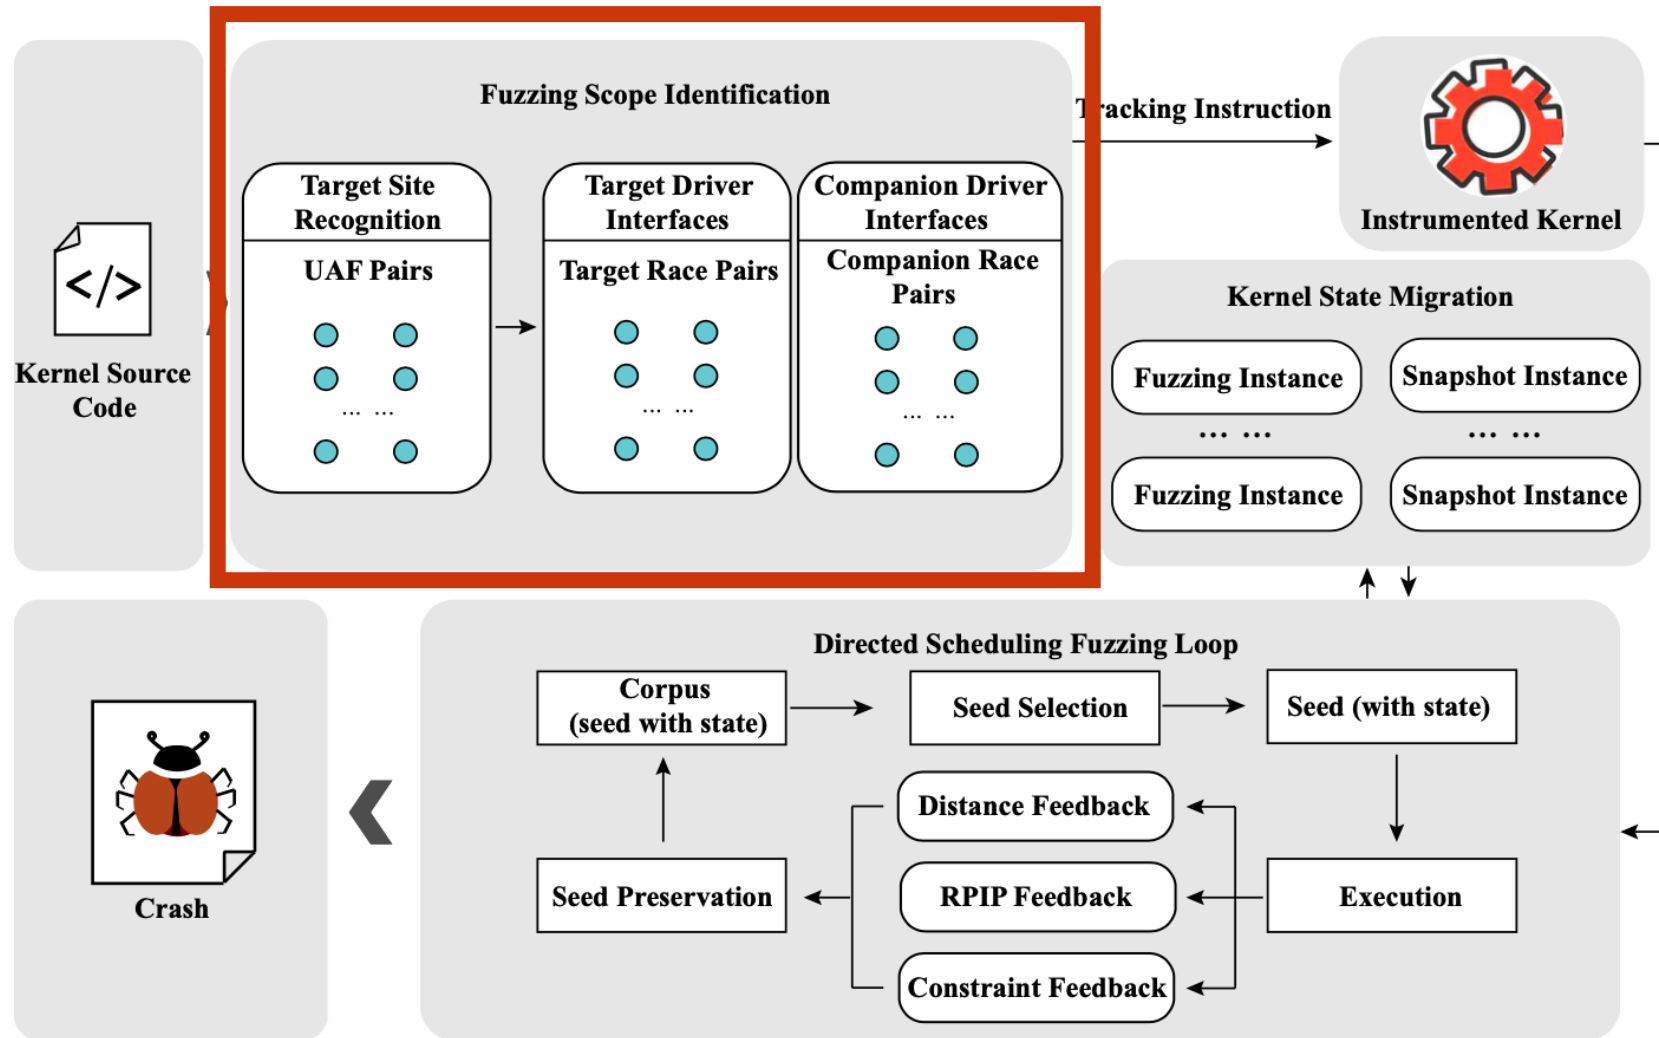 Fuzzing Scope Identification
Target Site
Recognition
UAF Pairs
... ...
Target Driver
Interfaces
Target Race Pairs
... ...
Companion Driver
Interfaces
Companion Race
Pairs
... ...
</>
Kernel Source
Code
Tracking Instruction
Instrumented Kernel
Kernel State Migration
Fuzzing Instance
Snapshot Instance
... ...
... ...
Fuzzing Instance
Snapshot Instance
Directed Scheduling Fuzzing Loop
Corpus
(seed with state)
Seed Selection
Seed (with state)
Distance Feedback
RPIP Feedback
Constraint Feedback
Seed Preservation
Execution
Crash